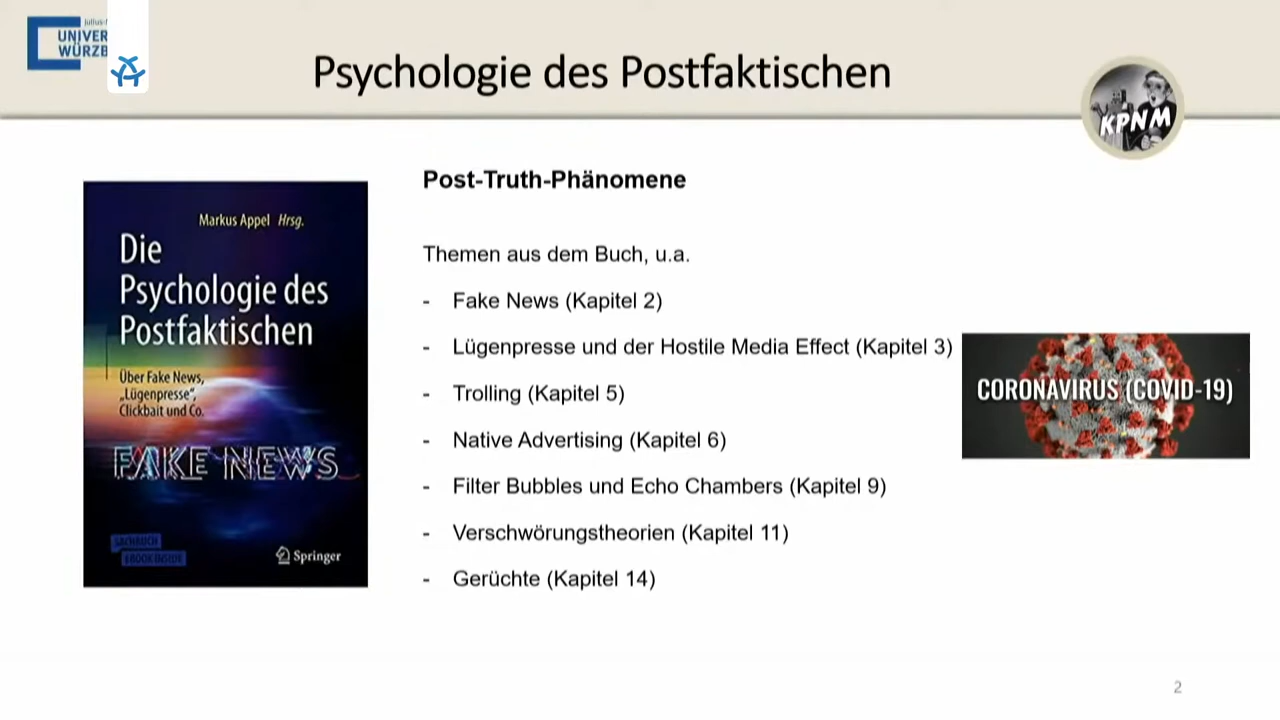 UNIVER
WÜRZB
Psychologie des Postfaktischen
KPNM
Markus Appel Hrsg.
Die
Psychologie des
Postfaktischen
Über Fake News,
„Lügenpresse“,
Clickbait und Co.
FAKE NEWS
SACHBUCH
EBOOK INSIDE
Springer
Post-Truth-Phänomene
Themen aus dem Buch, u.a.
- Fake News (Kapitel 2)
- Lügenpresse und der Hostile Media Effect (Kapitel 3)
- Trolling (Kapitel 5)
- Native Advertising (Kapitel 6)
- Filter Bubbles und Echo Chambers (Kapitel 9)
- Verschwörungstheorien (Kapitel 11)
- Gerüchte (Kapitel 14)
CORONAVIRUS (COVID-19)
2